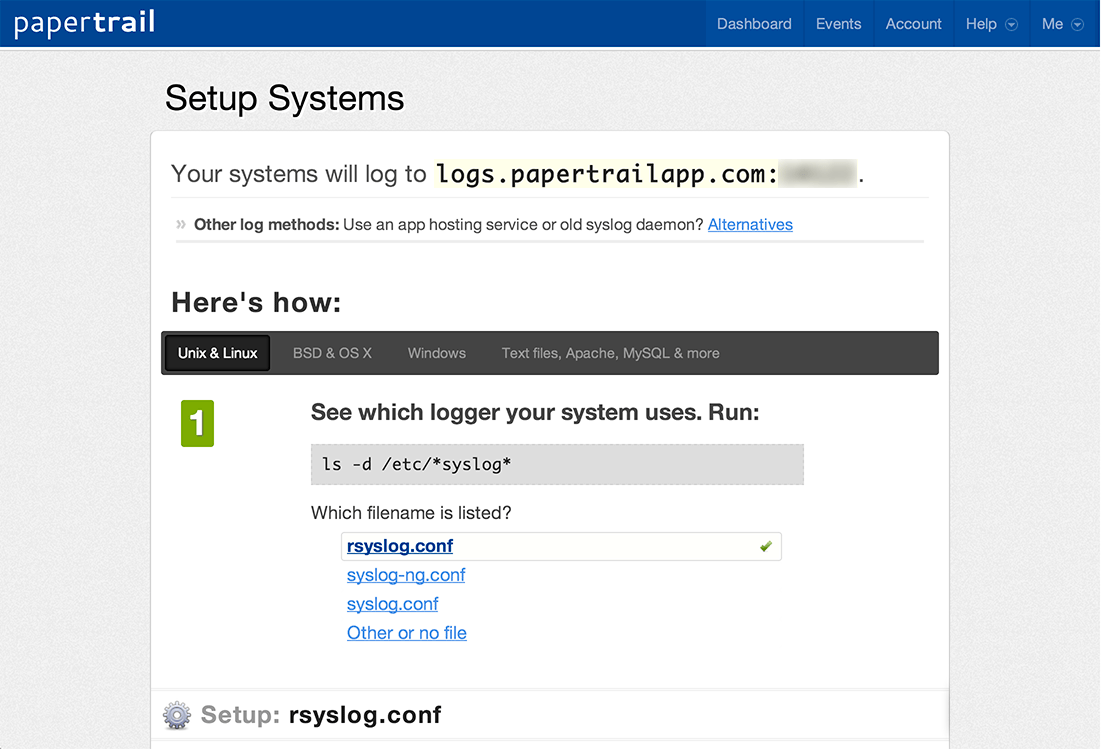 papertrail
Dashboard Events Account Help Me
Setup Systems
Your systems will log to logs.papertrailapp.com: .
» Other log methods: Use an app hosting service or old syslog daemon? Alternatives
Here's how:
Unix & Linux BSD & OS X Windows Text files, Apache, MySQL & more
1 See which logger your system uses. Run:
ls -d /etc/*syslog*
Which filename is listed?
rsyslog.conf
syslog-ng.conf
syslog.conf
Other or no file
Setup: rsyslog.conf